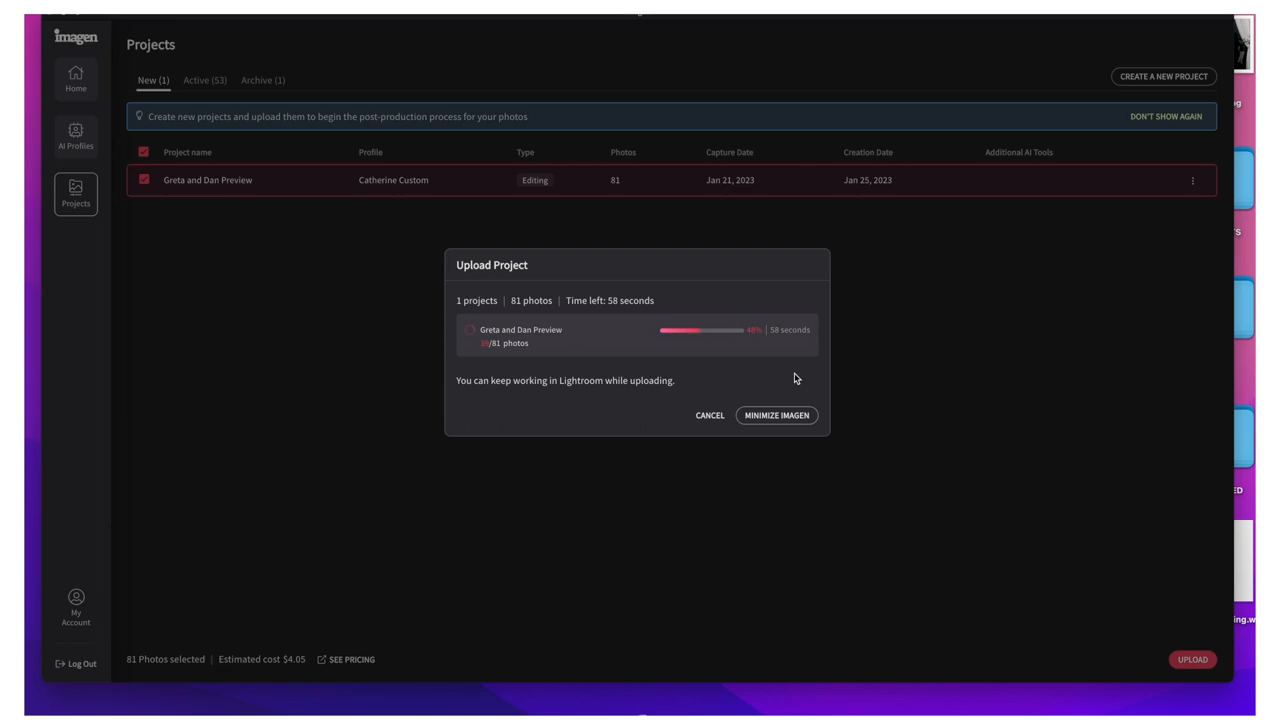 imagen
Projects
Home
New (1) Active (53) Archive (1)
CREATE A NEW PROJECT
Create new projects and upload them to begin the post-production process for your photos
DON'T SHOW AGAIN
AI Profiles
Project name Profile Type Photos Capture Date Creation Date Additional AI Tools
Greta and Dan Preview Catherine Custom Editing 81 Jan 21, 2023 Jan 25, 2023
Projects
Upload Project
1 projects | 81 photos | Time left: 58 seconds
Greta and Dan Preview 48% | 58 seconds
39/81 photos
You can keep working in Lightroom while uploading.
CANCEL MINIMIZE IMAGEN
ED
My
Account
ing.w
81 Photos selected | Estimated cost $4.05 SEE PRICING
UPLOAD
Log Out